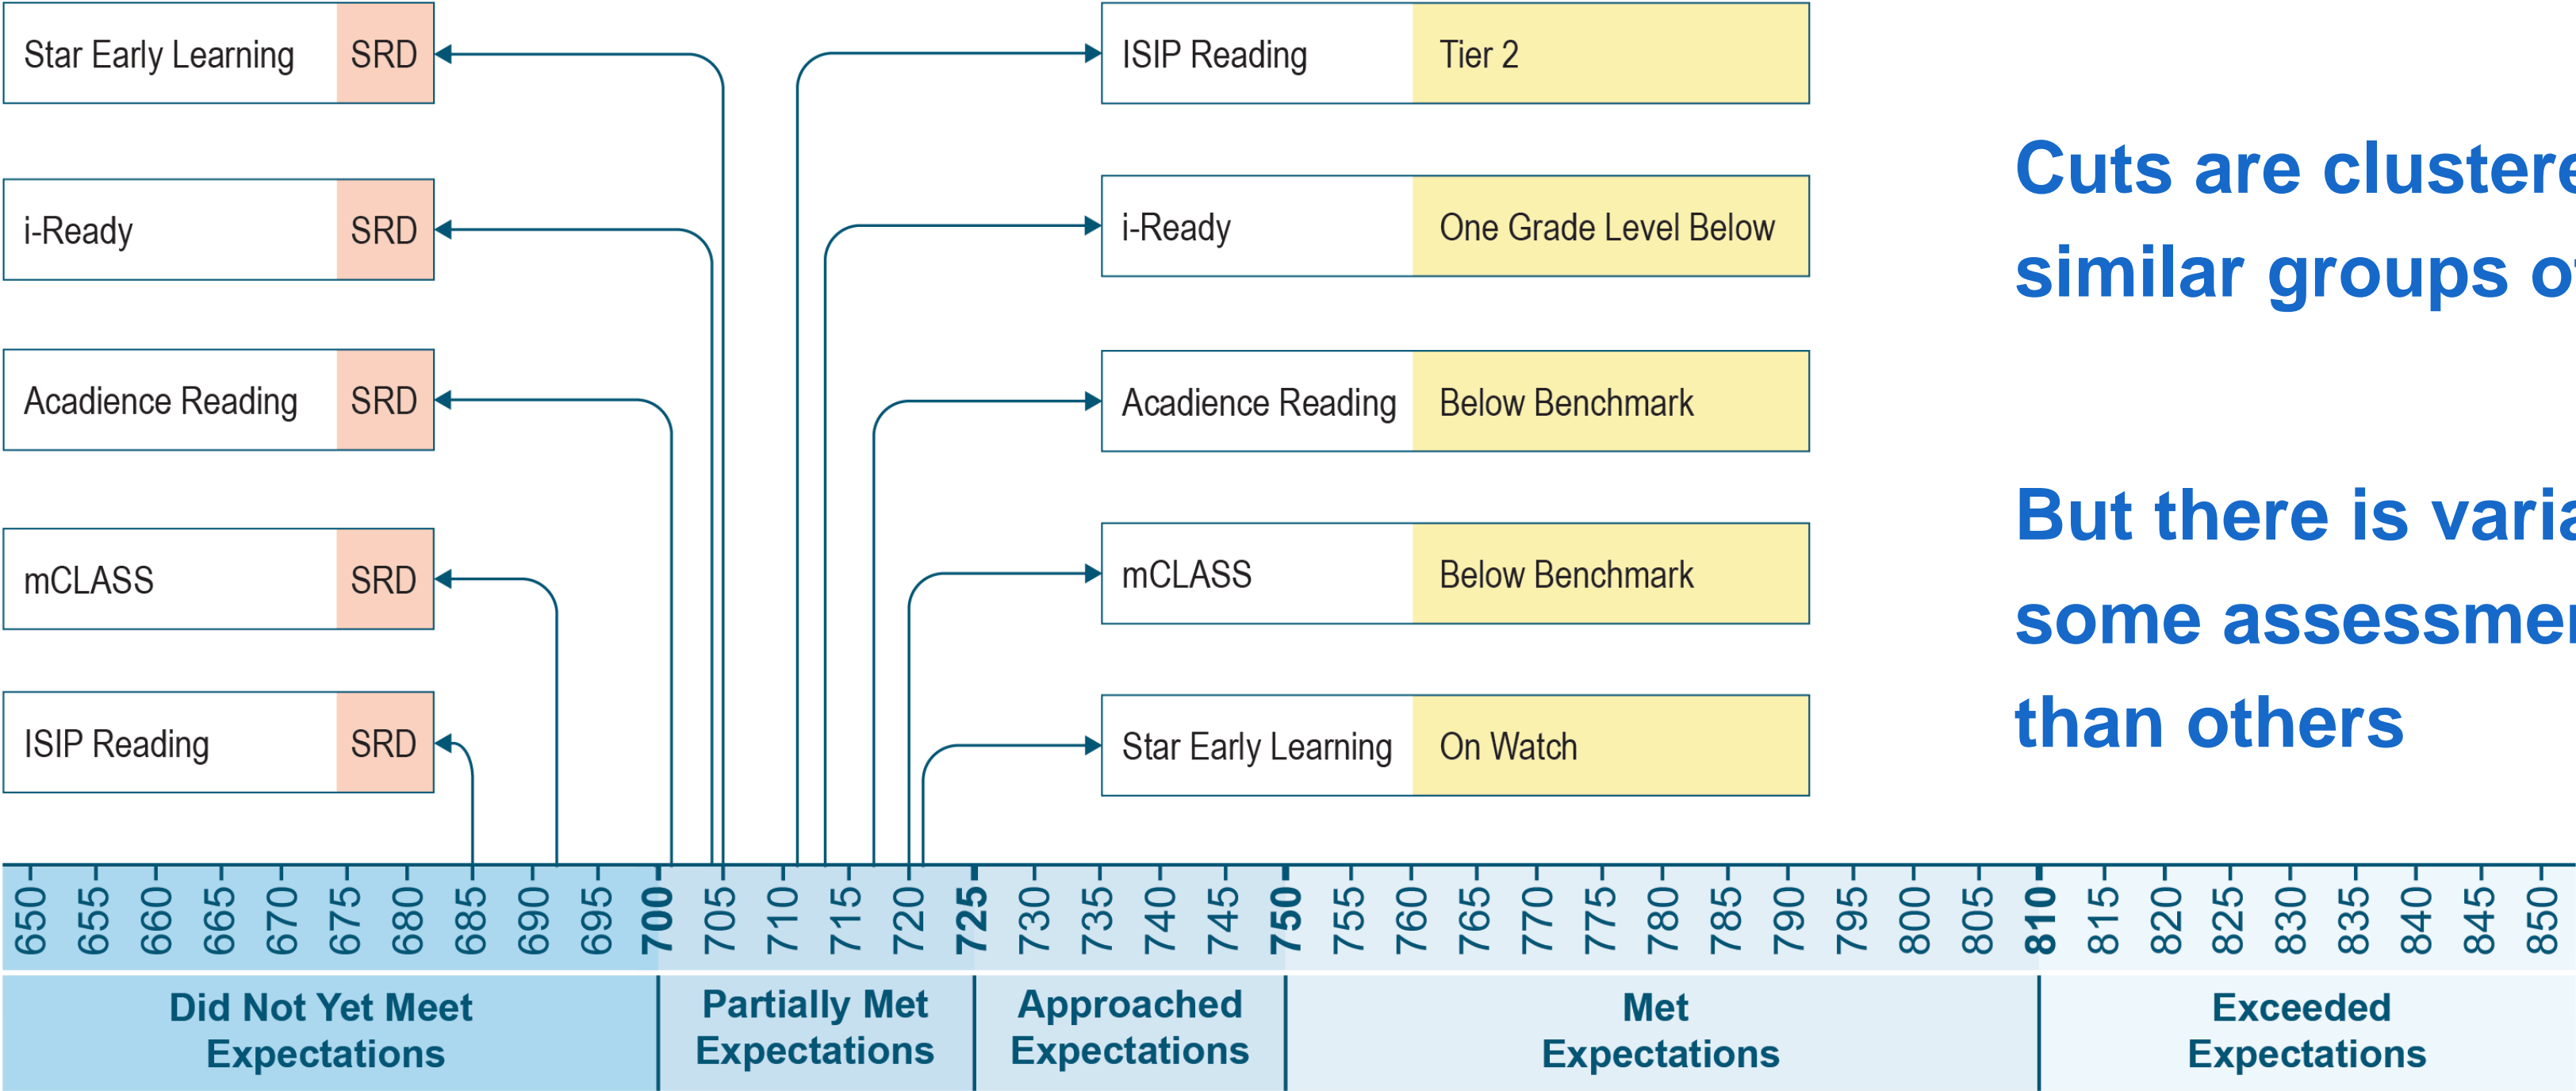 Star Early Learning SRD
i-Ready SRD
Acadience Reading SRD
mCLASS SRD
ISIP Reading SRD
ISIP Reading Tier 2
i-Ready One Grade Level Below
Acadience Reading Below Benchmark
mCLASS Below Benchmark
Star Early Learning On Watch
Cuts are
similar groups
But there is
some
than others
650 655 660 665 670 675 680 685 690 695 700 705 710 715 720 725 730 735 740 745 750 755 760 765 770 775 780 785 790 795 800 805 810 815 820 825 830 835 840 845 850
Did Not Yet Meet
Expectations
Partially Met
Expectations
Approached
Expectations
Met
Expectations
Exceeded
Expectations